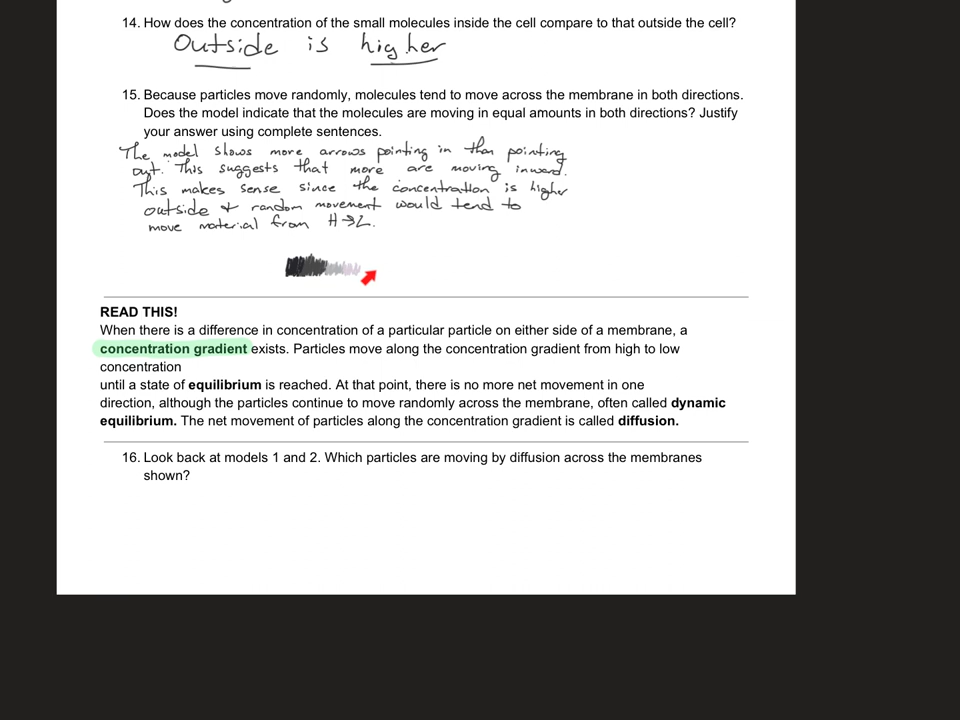 14. How does the concentration of the small molecules inside the cell compare to that outside the cell?
Outside is higher
15. Because particles move randomly, molecules tend to move across the membrane in both directions.
Does the model indicate that the molecules are moving in equal amounts in both directions? Justify
your answer using complete sentences.
The model shows more arrows pointing in than pointing
out. This suggests that more are moving inward.
This makes sense since the concentration is higher
outside & random movement would tend to
move material from H→L.
READ THIS!
When there is a difference in concentration of a particular particle on either side of a membrane, a
concentration gradient exists. Particles move along the concentration gradient from high to low
concentration
until a state of equilibrium is reached. At that point, there is no more net movement in one
direction, although the particles continue to move randomly across the membrane, often called dynamic
equilibrium. The net movement of particles along the concentration gradient is called diffusion.
16. Look back at models 1 and 2. Which particles are moving by diffusion across the membranes
shown?